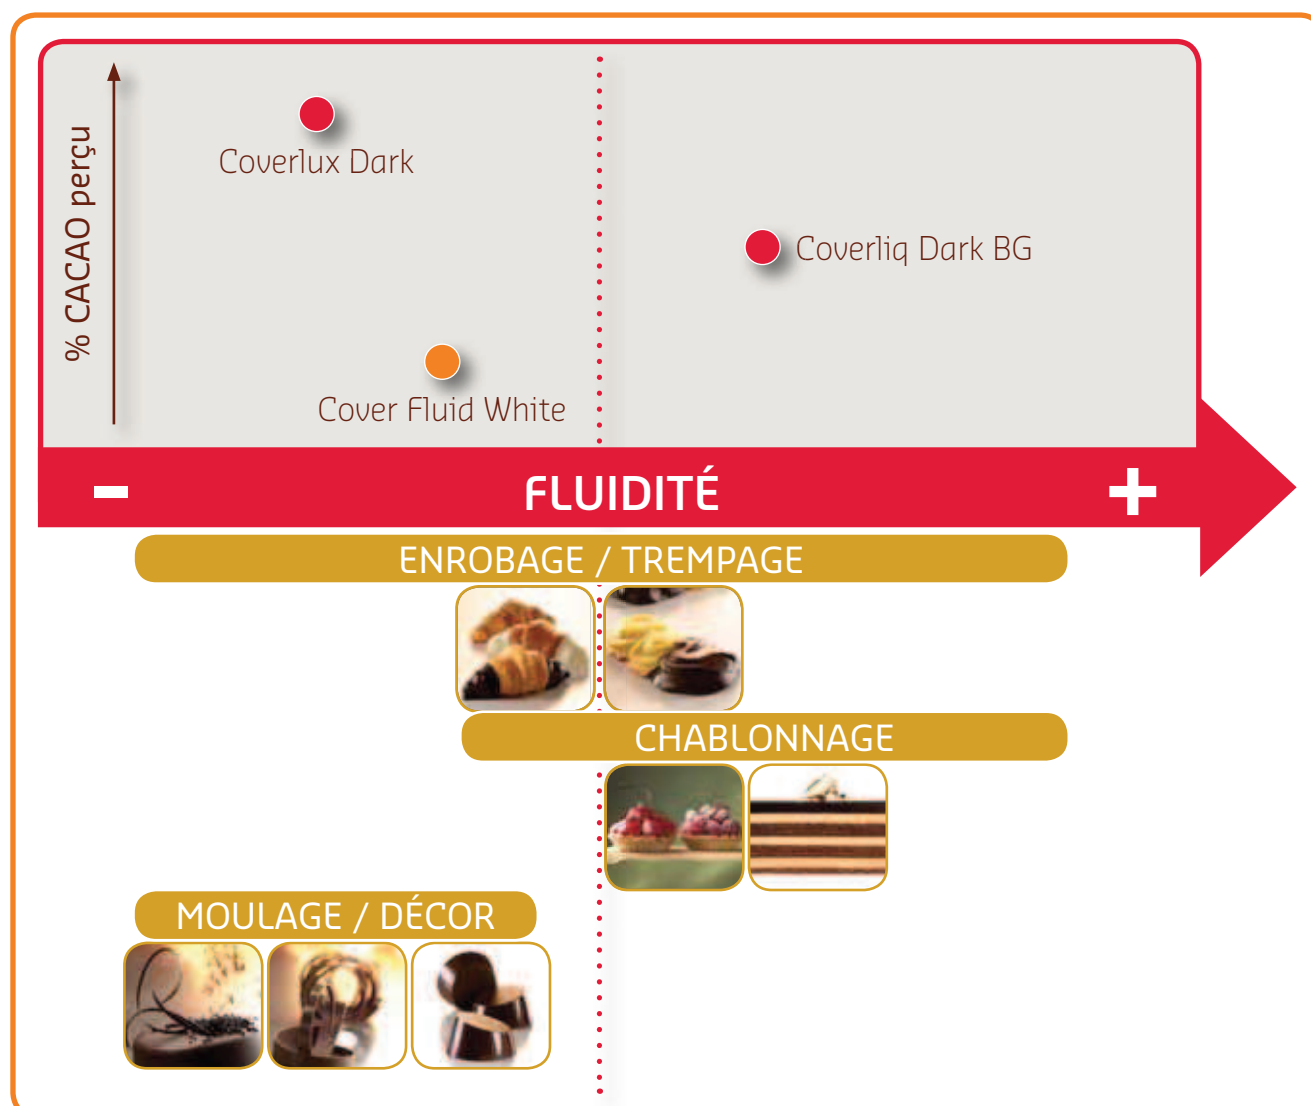 % CACAO perçu
Coverlux Dark
Coverliq Dark BG
Cover Fluid White
- FLUIDITÉ +
ENROBAGE / TREMPAGE
CHABLONNAGE
MOULAGE / DÉCOR